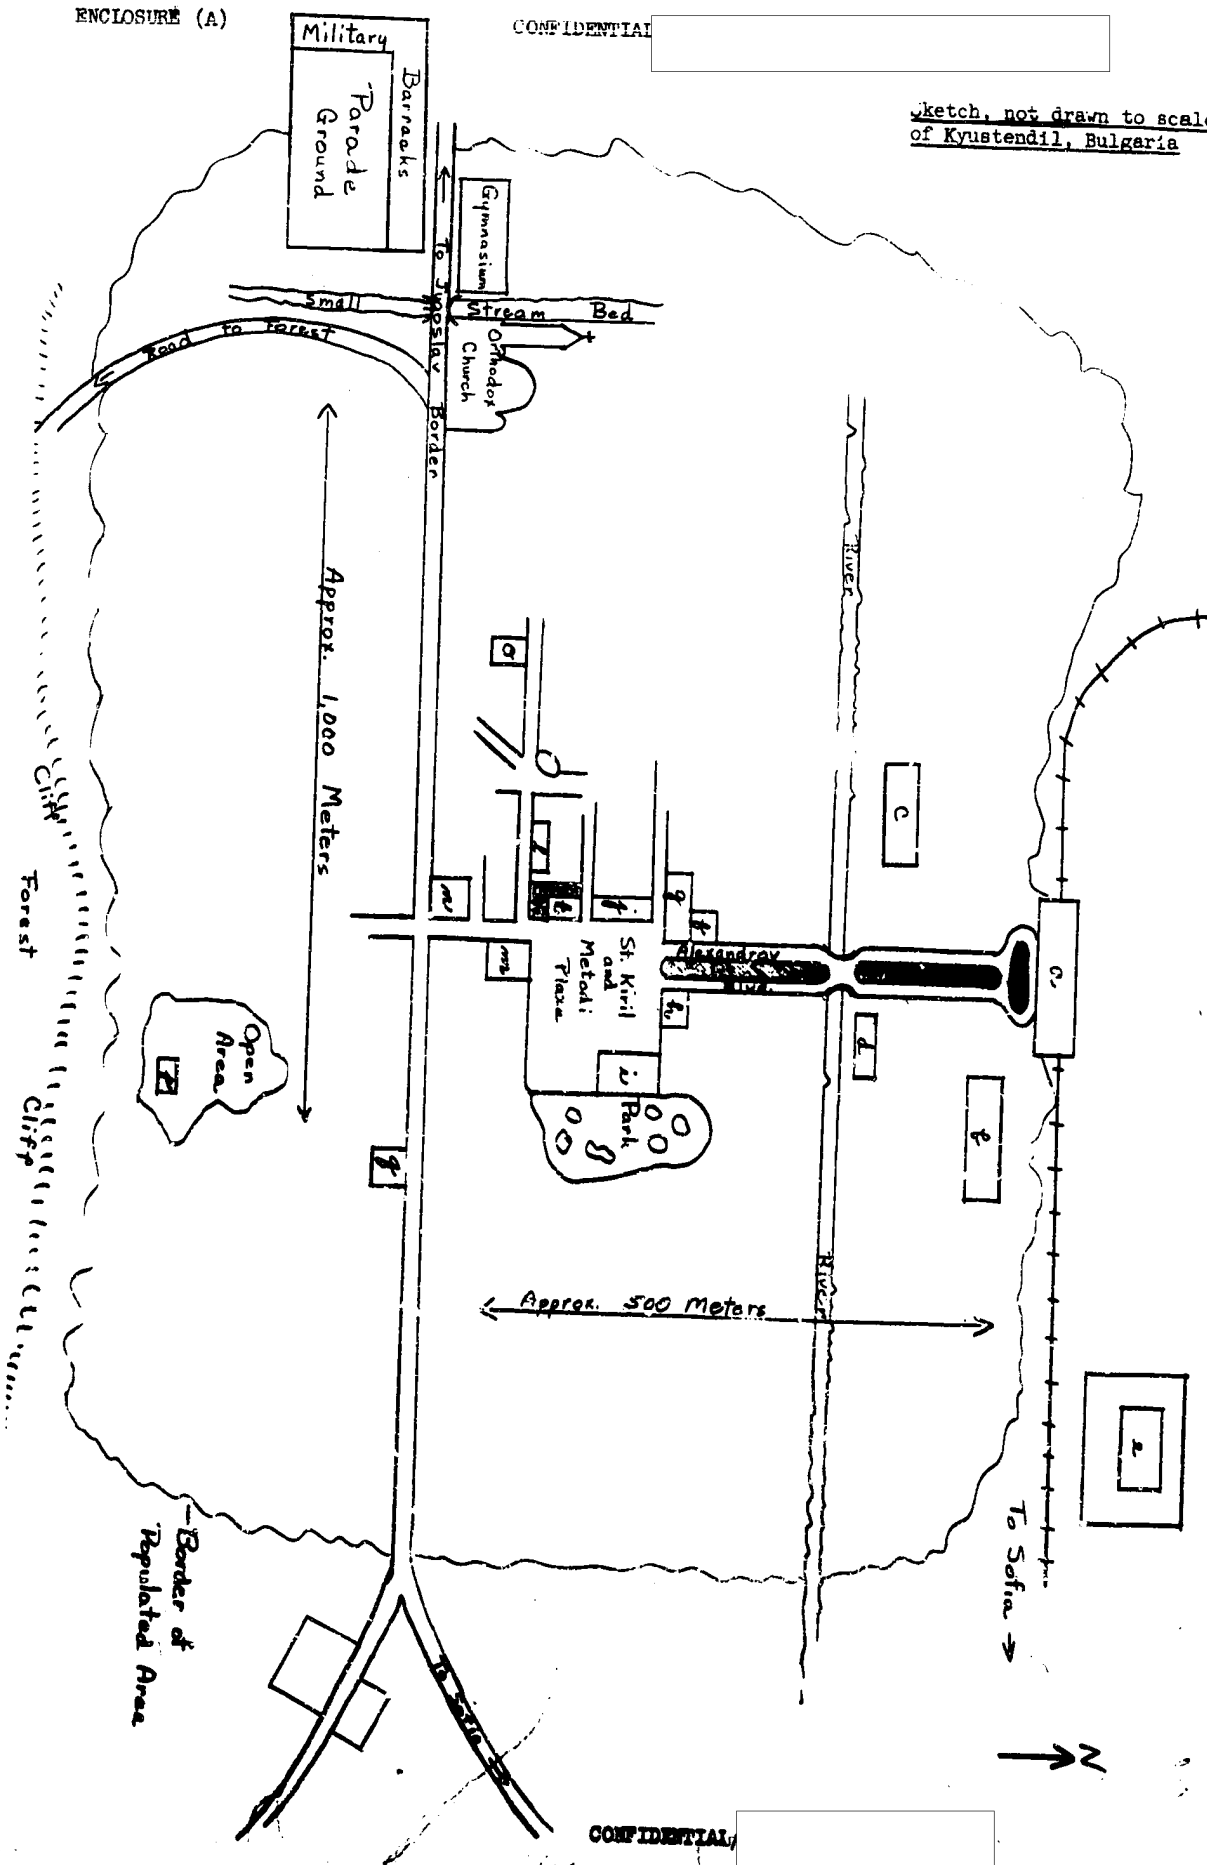 ENCLOSURE (A)
CONFIDENTIAL
Sketch, not drawn to scale
of Kyustendil, Bulgaria
Military
Barracks
Parade
Ground
Gymnasium
To Jugoslav Border
Small Stream Bed
Road to Forest
Orthodox
Church
River
Approx. 1,000 Meters
o
c
l
m
t
j
g
f
a
Cliff
Forest
St. Kiril
and
Metodi
Plaza
Alexandrov
Blvd.
n
h
d
i
Park
Open
Area
p
b
q
Cliff
River
Approx. 500 Meters
e
To Sofia
Border of
Populated Area
To Sofia
N
CONFIDENTIAL